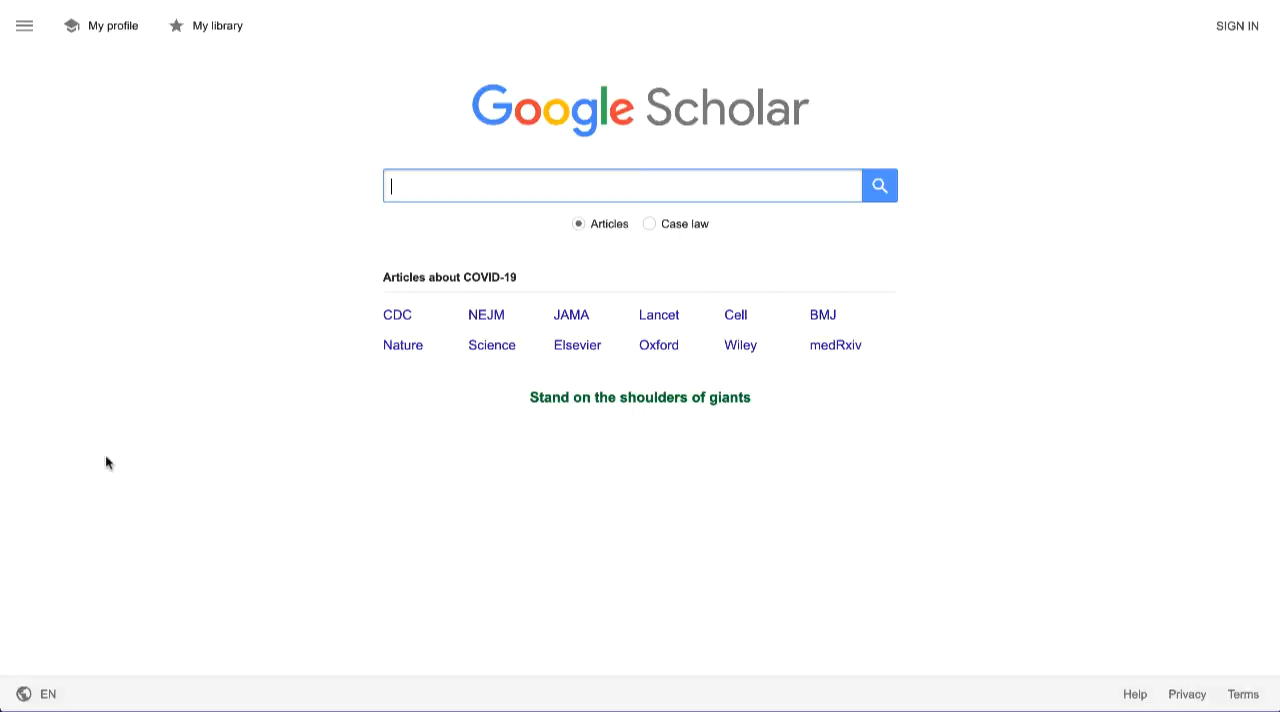 My profile My library SIGN IN
Google Scholar
Articles Case law
Articles about COVID-19
CDC NEJM JAMA Lancet Cell BMJ
Nature Science Elsevier Oxford Wiley medRxiv
Stand on the shoulders of giants
EN Help Privacy Terms